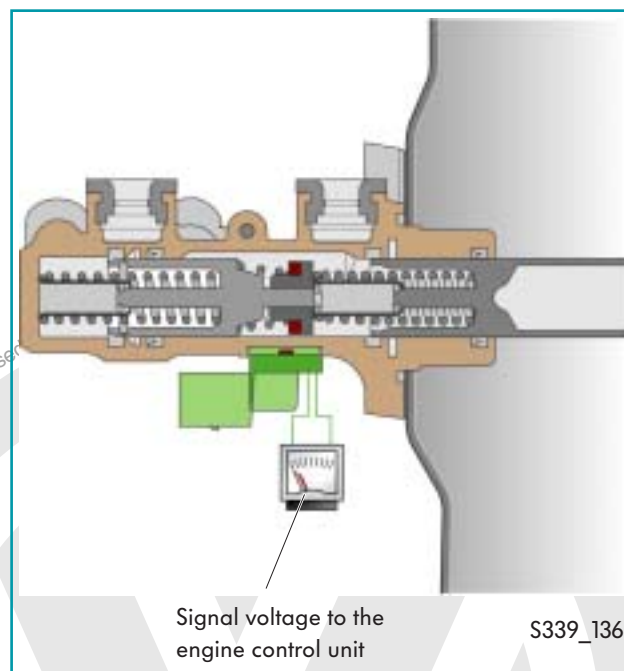 Signal voltage to the
engine control unit
S339_136